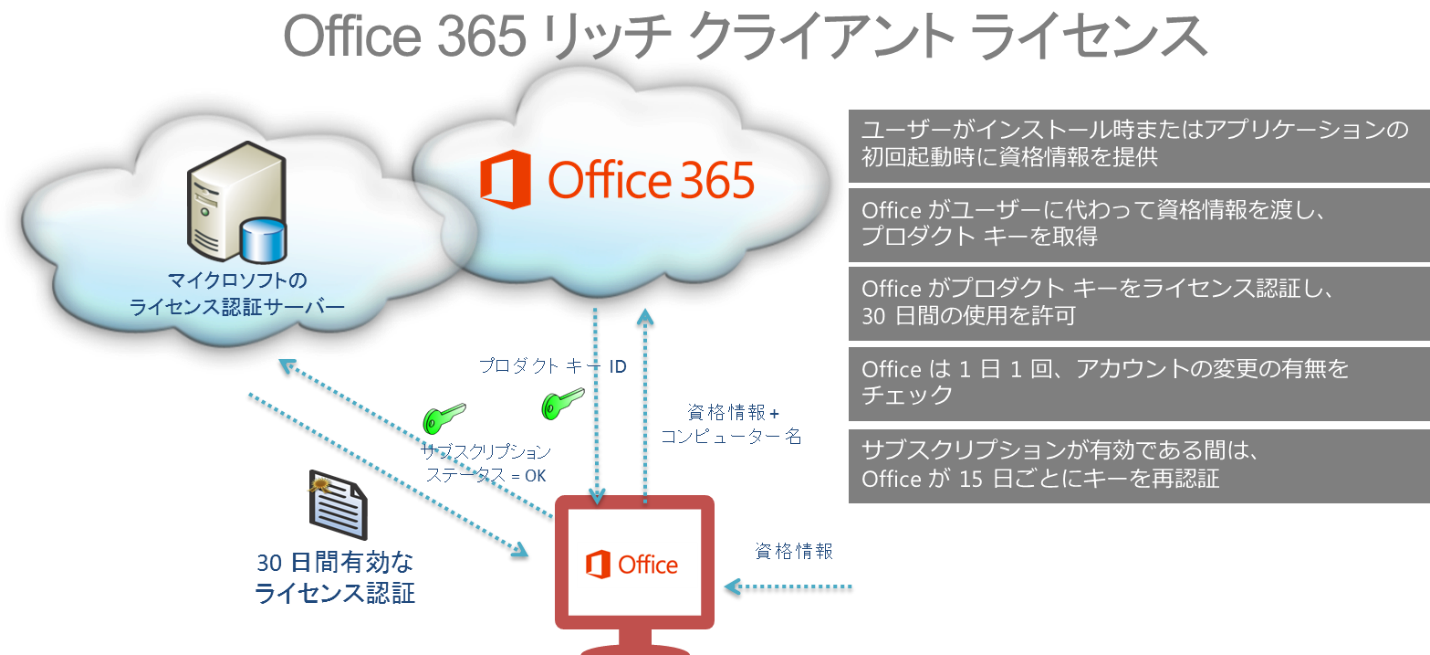 Office 365 リッチ クライアント ライセンス
Office 365
マイクロソフトの
ライセンス認証サーバー
プロダクト キー ID
資格情報+
コンピューター名
サブスクリプション
ステータス = OK
30 日間有効な
ライセンス認証
Office
資格情報
ユーザーがインストール時またはアプリケーションの
初回起動時に資格情報を提供
Office がユーザーに代わって資格情報を渡し、
プロダクト キーを取得
Office がプロダクト キーをライセンス認証し、
30 日間の使用を許可
Office は 1 日 1 回、アカウントの変更の有無を
チェック
サブスクリプションが有効である間は、
Office が 15 日ごとにキーを再認証